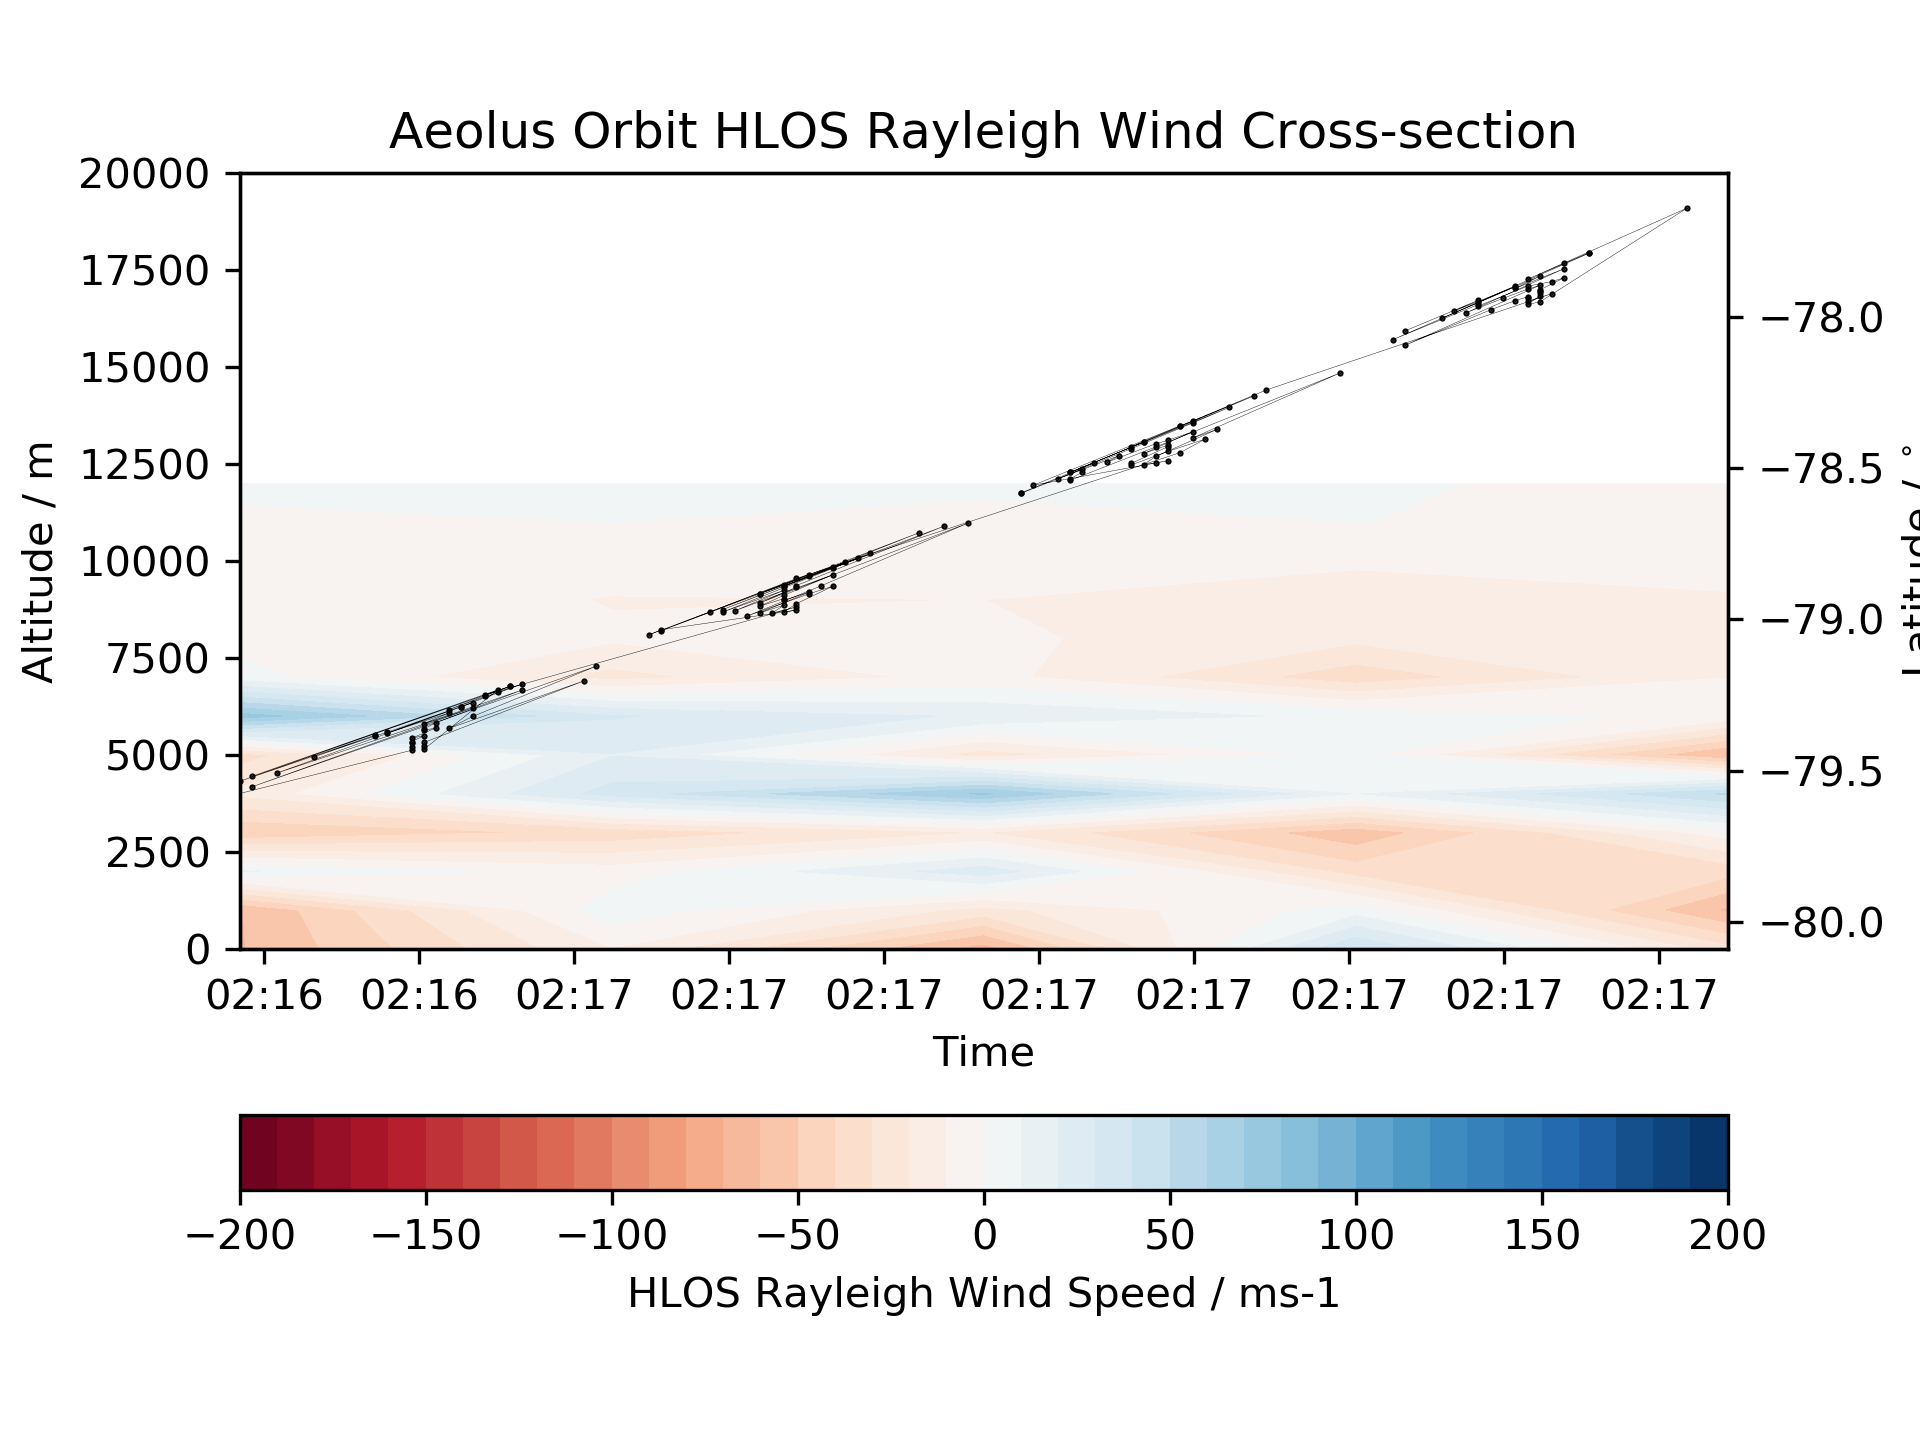 Aeolus Orbit HLOS Rayleigh Wind Cross-section
20000
17500
15000
12500
10000
7500
5000
2500
0
Altitude / m
−78.0
−78.5
−79.0
−79.5
−80.0
Latitude / °
02:16 02:16 02:17 02:17 02:17 02:17 02:17 02:17 02:17 02:17
Time
−200 −150 −100 −50 0 50 100 150 200
HLOS Rayleigh Wind Speed / ms-1